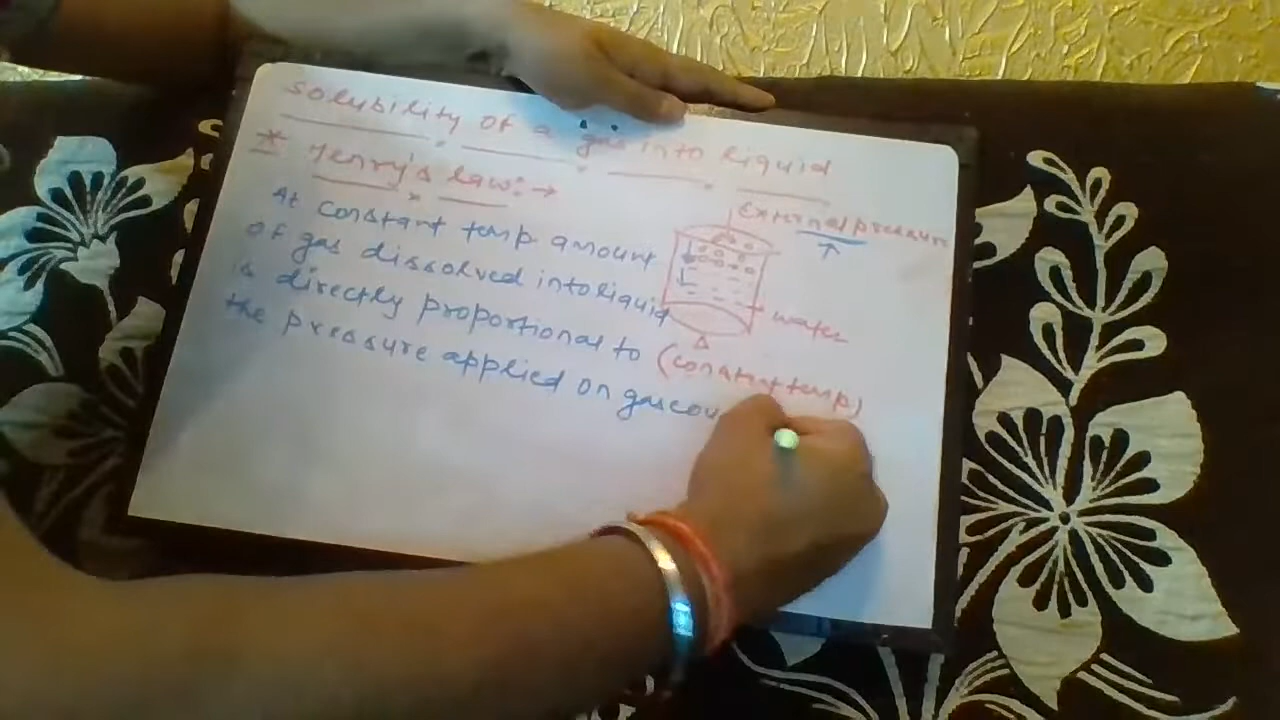 Solubility of a gas into liquid
* Henry's law:→
At constant temp amount
of gas dissolved into liquid
is directly proportional to
the pressure applied on gaseou
External pressure
water
Δ
(constant temp)